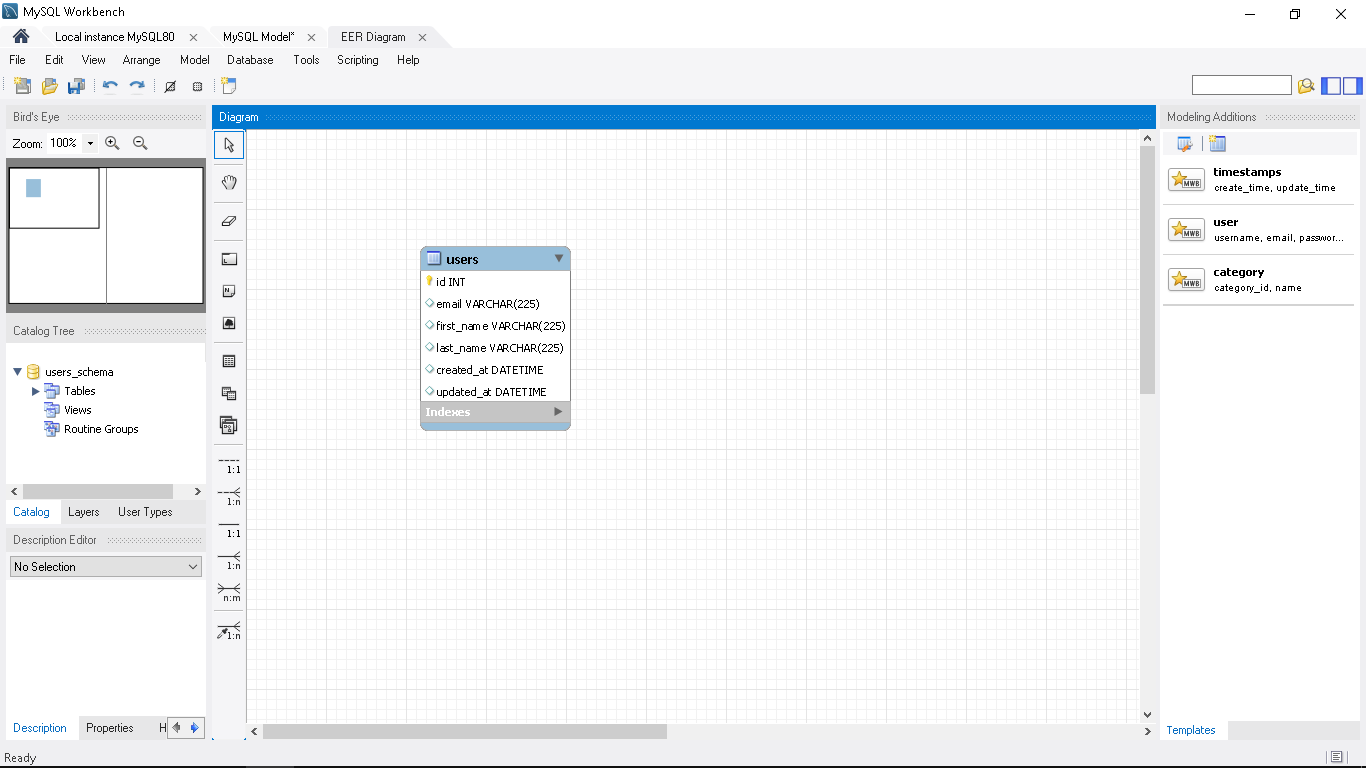 MySQL Workbench
Local instance MySQL80
MySQL Model*
EER Diagram
File Edit View Arrange Model Database Tools Scripting Help
Bird's Eye
Zoom: 100%
Catalog Tree
users_schema
Tables
Views
Routine Groups
Catalog Layers User Types
Description Editor
No Selection
Description Properties H
Ready
Diagram
1:1
1:n
1:1
1:n
n:m
1:n
users
id INT
email VARCHAR(225)
first_name VARCHAR(225)
last_name VARCHAR(225)
created_at DATETIME
updated_at DATETIME
Indexes
Modeling Additions
MWB
timestamps
create_time, update_time
MWB
user
username, email, passwor...
MWB
category
category_id, name
Templates